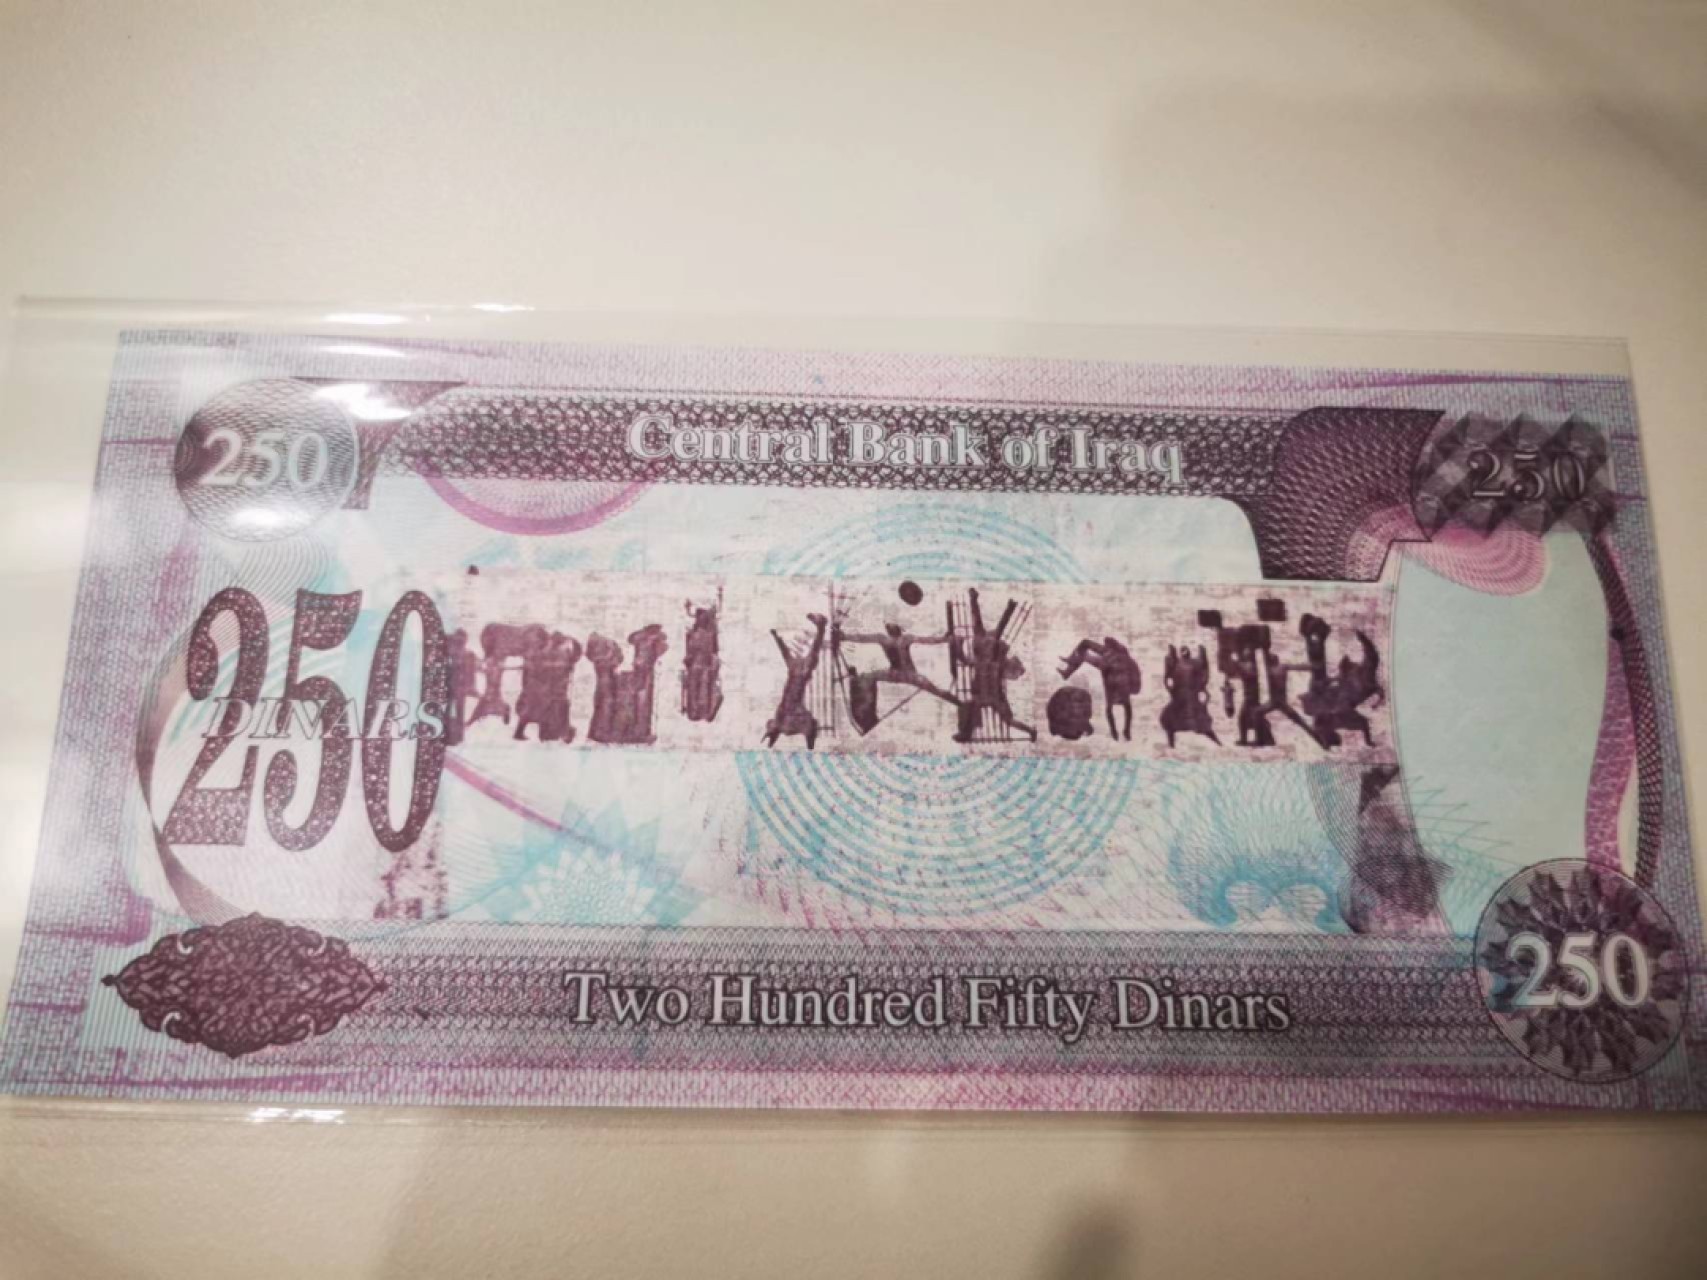 Central Bank of Iraq
250
250
250
DINARS
Two Hundred Fifty Dinars
250